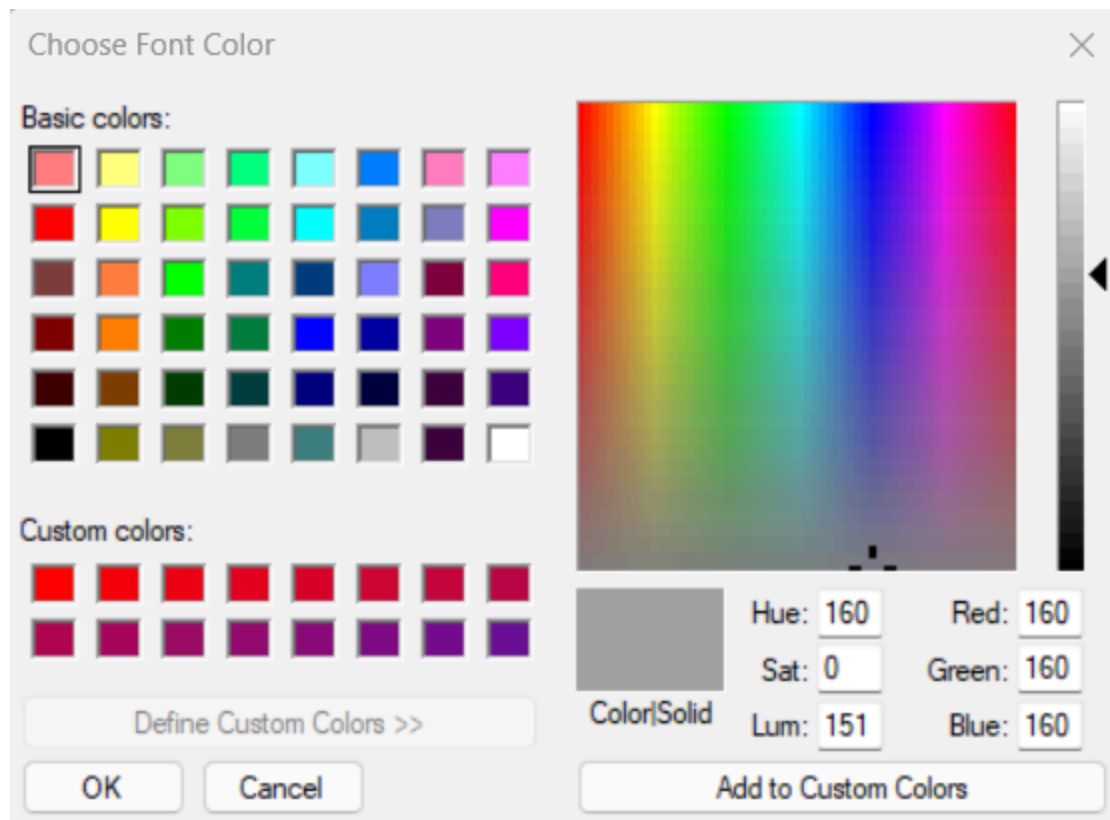 Choose Font Color
Basic colors:
Custom colors:
Define Custom Colors >>
OK
Cancel
Color|Solid
Hue: 160
Sat: 0
Lum: 151
Red: 160
Green: 160
Blue: 160
Add to Custom Colors